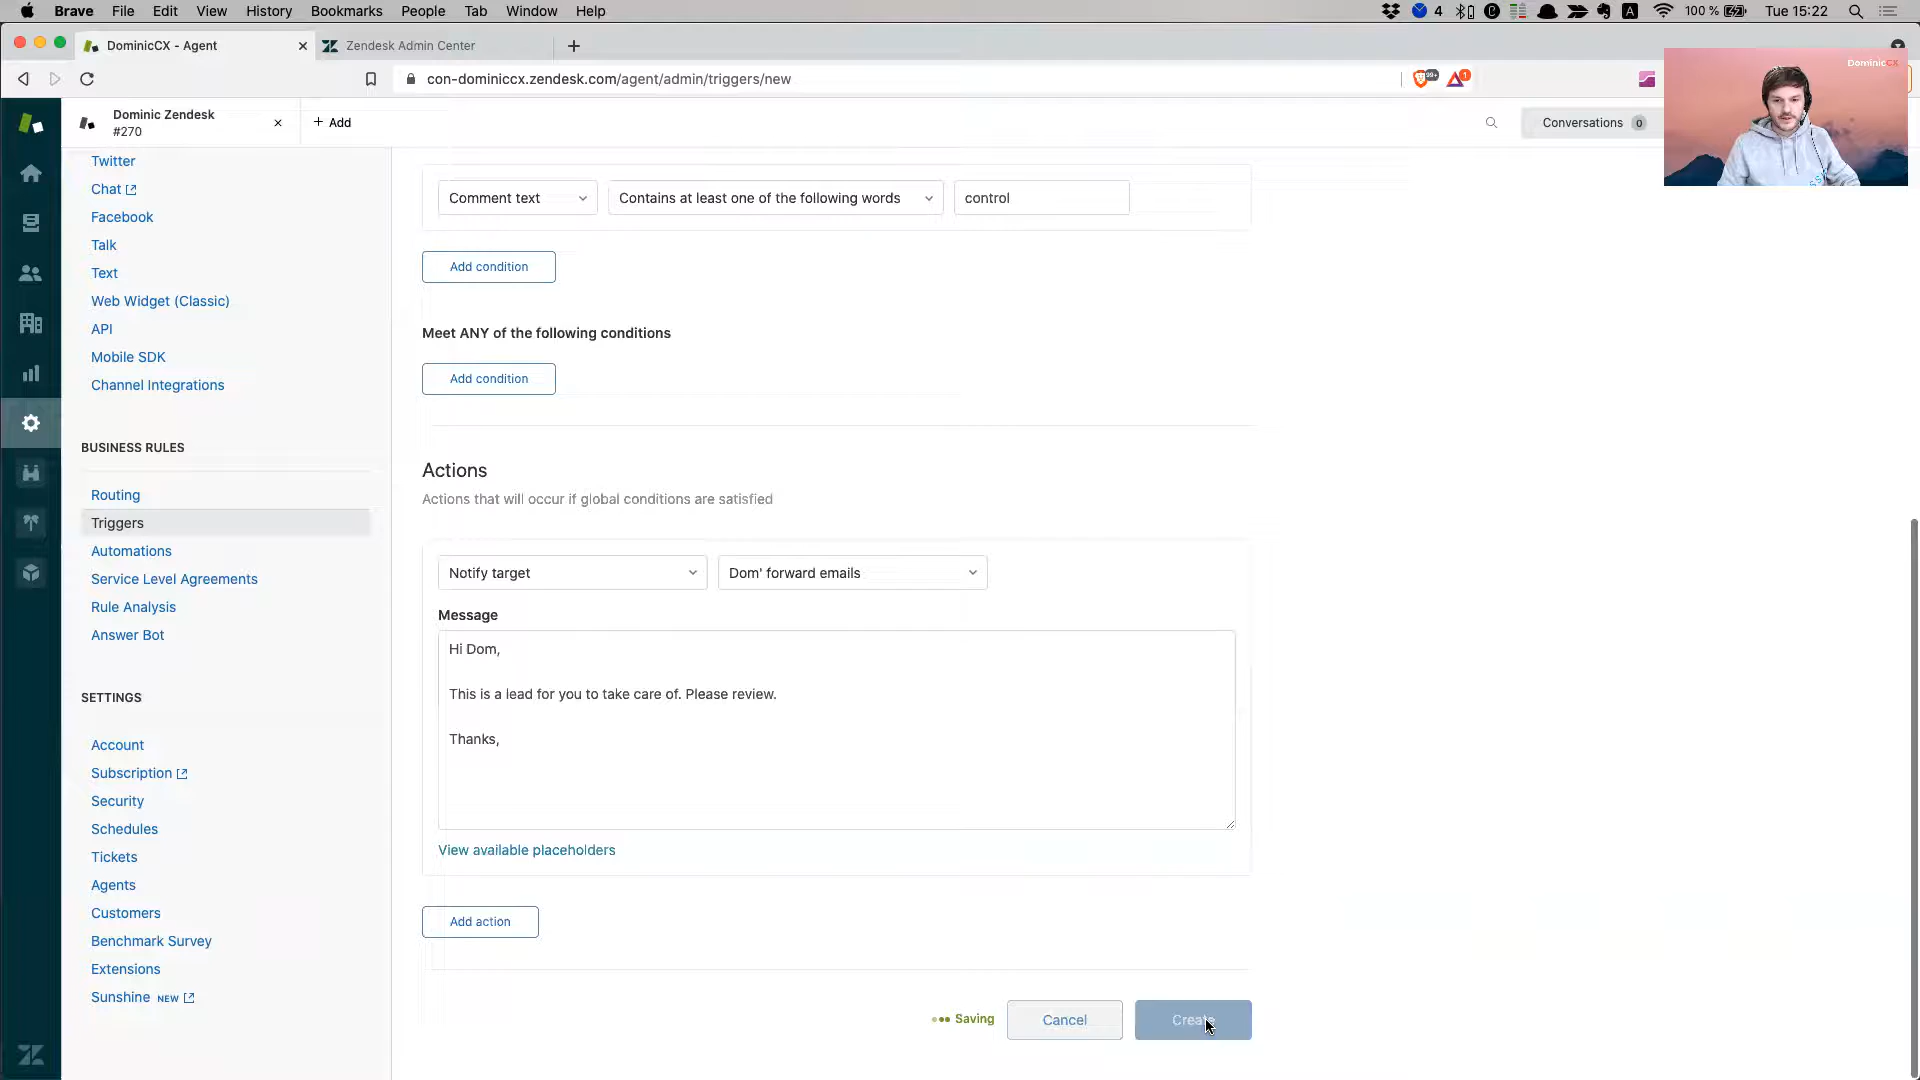 Brave File Edit View History Bookmarks People Tab Window Help
4
100 %
Tue 15:22
DominicCX - Agent
Zendesk Admin Center
con-dominiccx.zendesk.com/agent/admin/triggers/new
99+
1
DominicCX
Dominic Zendesk
#270
+ Add
Conversations 0
Twitter
Chat
Facebook
Talk
Text
Web Widget (Classic)
API
Mobile SDK
Channel Integrations
BUSINESS RULES
Routing
Triggers
Automations
Service Level Agreements
Rule Analysis
Answer Bot
SETTINGS
Account
Subscription
Security
Schedules
Tickets
Agents
Customers
Benchmark Survey
Extensions
Sunshine NEW
Comment text
Contains at least one of the following words
control
Add condition
Meet ANY of the following conditions
Add condition
Actions
Actions that will occur if global conditions are satisfied
Notify target
Dom' forward emails
Message
Hi Dom,
This is a lead for you to take care of. Please review.
Thanks,
View available placeholders
Add action
Saving
Cancel
Create